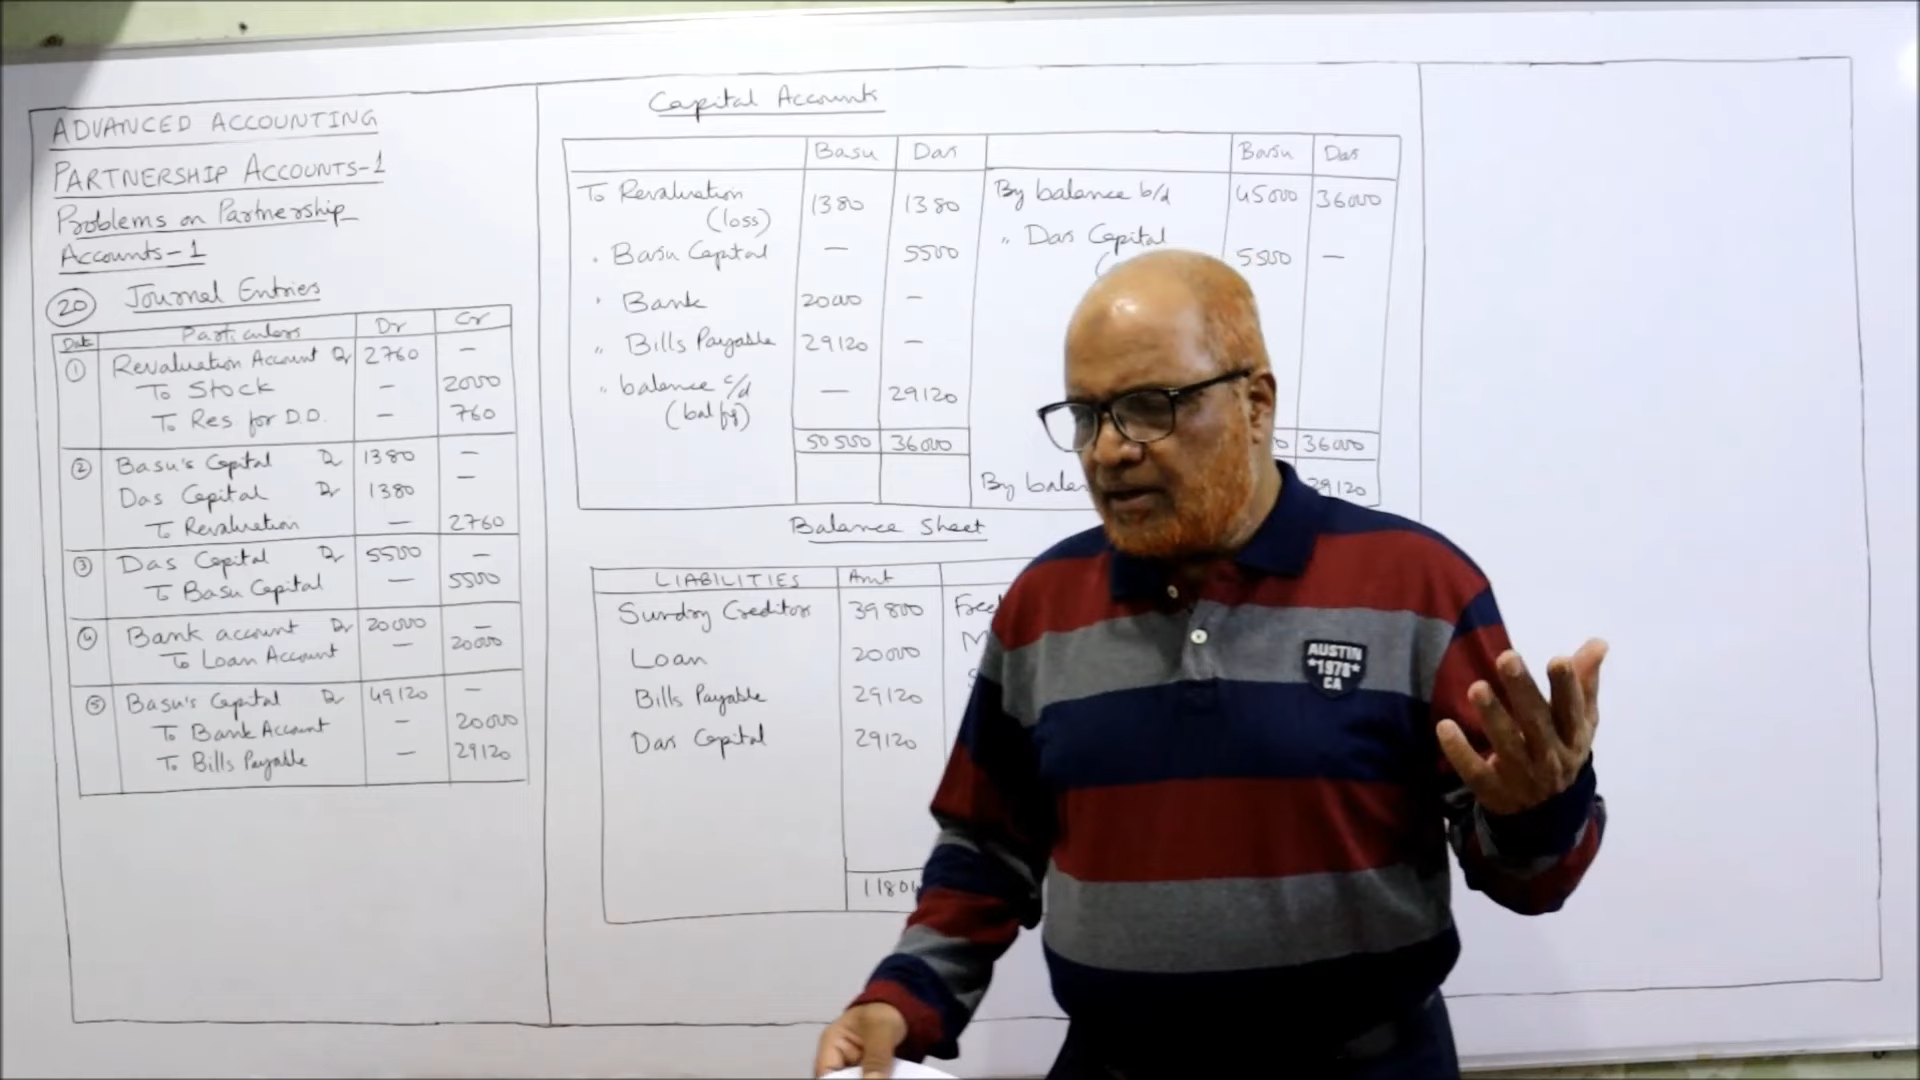 ADVANCED ACCOUNTING
PARTNERSHIP ACCOUNTS-1
Problems on Partnership
Accounts-1
20 Journal Entries
Date Particulars Dr Cr
1 Revaluation Account Dr 2760 —
To Stock — 2000
To Res for D.D. — 760
2 Basu's Capital Dr 1380 —
Das Capital Dr 1380 —
To Revaluation — 2760
3 Das Capital Dr 5500 —
To Basu Capital — 5500
4 Bank account Dr 20000 —
To Loan Account — 20000
5 Basu's Capital Dr 49120 —
To Bank Account — 20000
To Bills Payable — 29120
Capital Accounts
Basu Das Basu Das
To Revaluation (loss) 1380 1380 By balance b/d 45000 36000
" Basu Capital — 5500 " Das Capital 5500 —
" Bank 20000 —
" Bills Payable 29120 —
" balance c/d (bal fg) — 29120
50500 36000 36000
By 29120
Balance Sheet
LIABILITIES Amt
Sundry Creditors 39800
Loan 20000
Bills Payable 29120
Das Capital 29120
AUSTIN
*1978*
CA